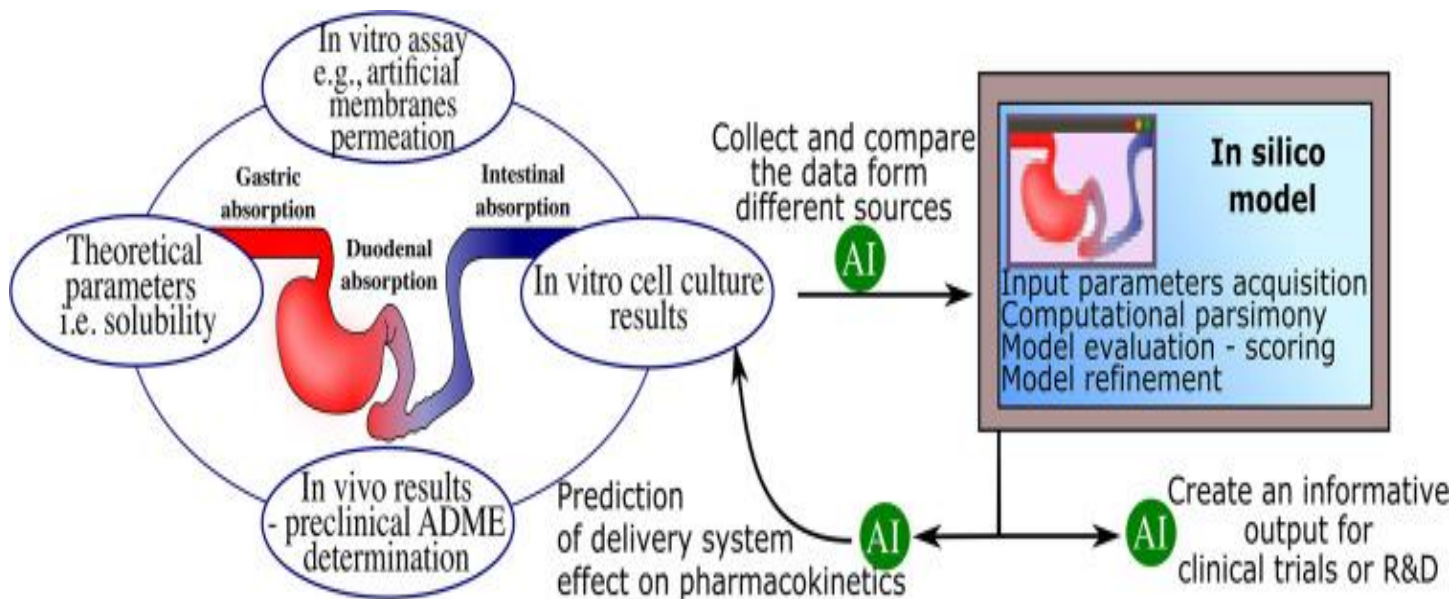 In vitro assay
e.g., artificial
membranes
permeation
Gastric
absorption
Intestinal
absorption
Duodenal
absorption
Theoretical
parameters
i.e. solubility
In vitro cell culture
results
In vivo results
- preclinical ADME
determination
Collect and compare
the data form
different sources
AI
In silico
model
Input parameters acquisition
Computational parsimony
Model evaluation - scoring
Model refinement
Prediction
of delivery system
effect on pharmacokinetics
AI
AI
Create an informative
output for
clinical trials or R&D